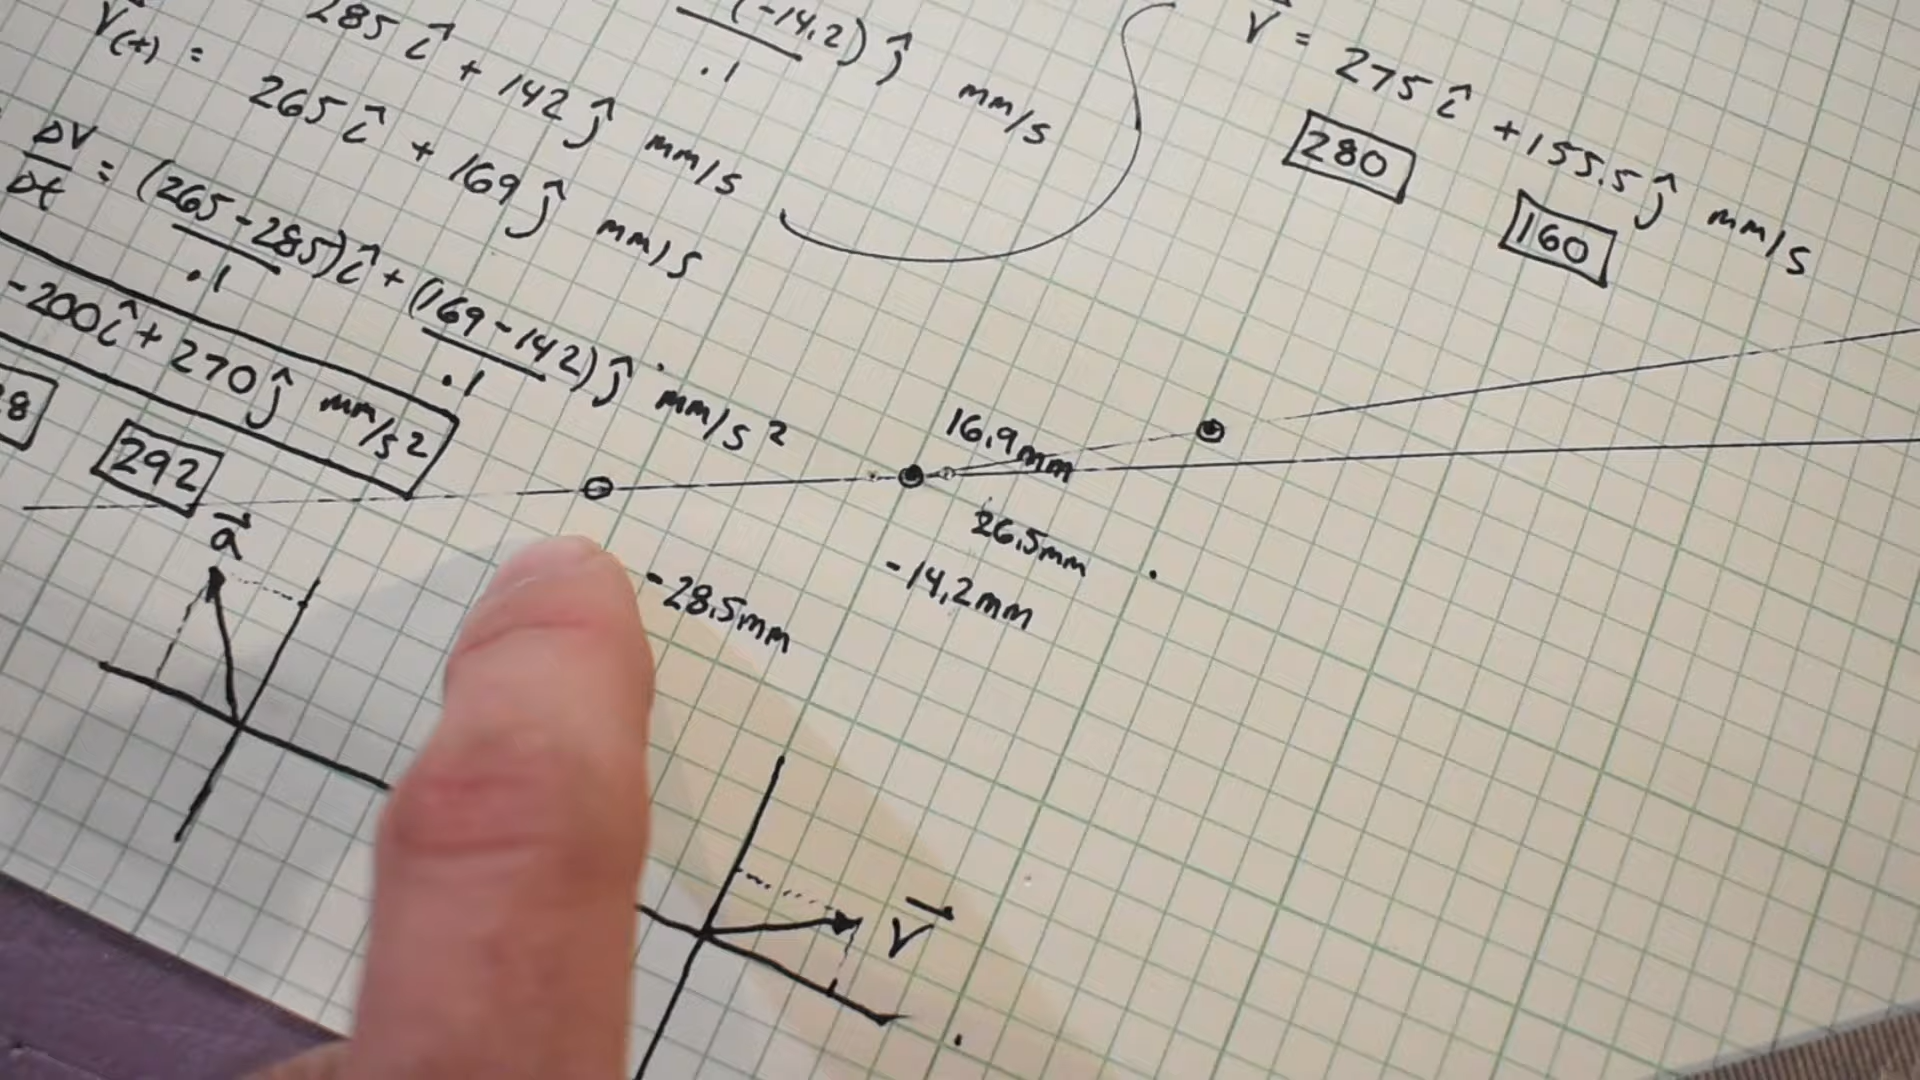 (-14.2) ĵ mm/s
.1
285 î + 142 ĵ mm/s
V(t) = 265 î + 169 ĵ mm/s
ΔV/Δt = (265-285) î + (169-142) ĵ mm/s²
.1 .1
-200 î + 270 ĵ mm/s²
8
292
a
V = 275 î + 155.5 ĵ mm/s
280
160
16.9mm
26.5mm
-14.2mm
-28.5mm
V